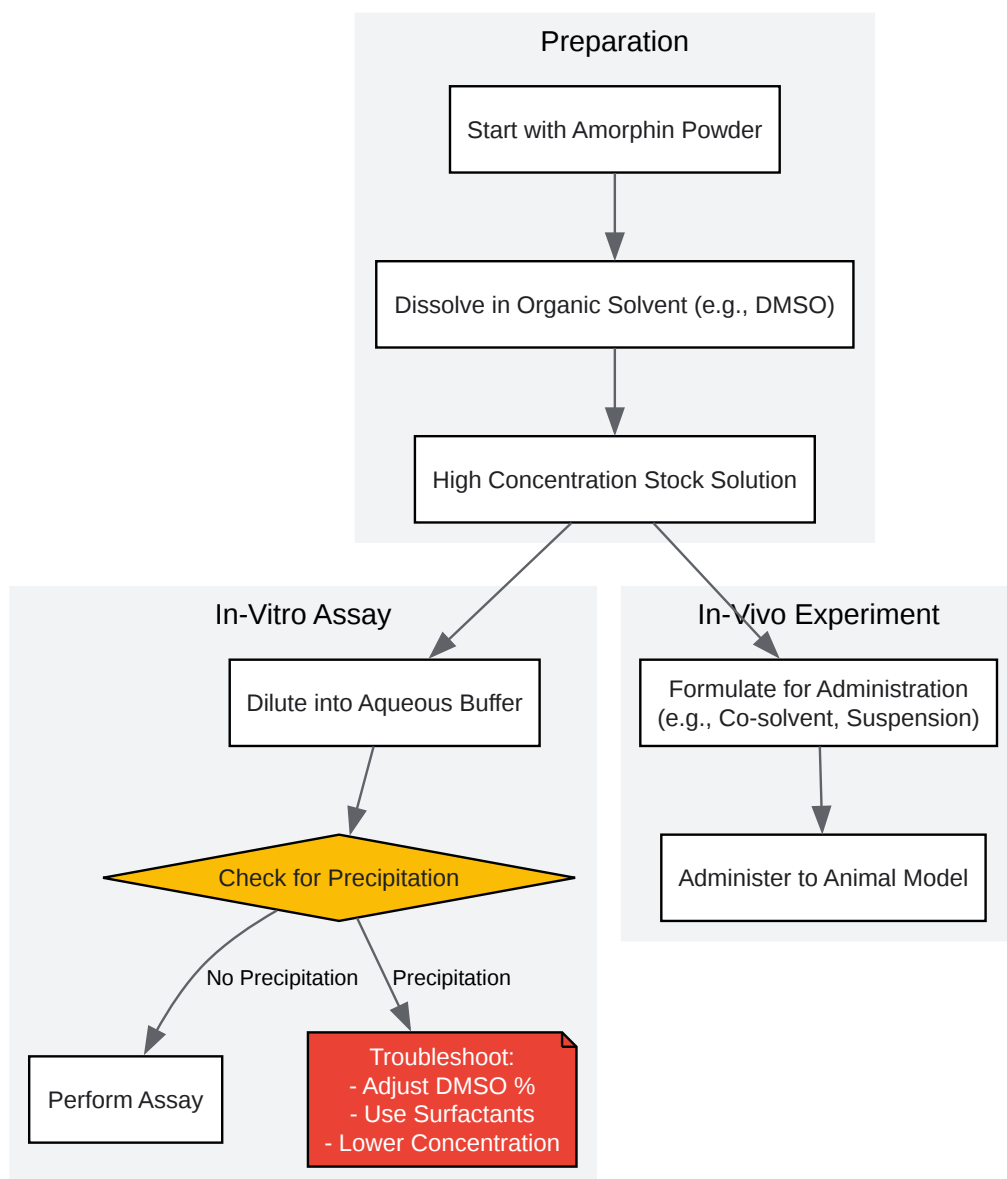 Preparation
Start with Amorphin Powder
Dissolve in Organic Solvent (e.g., DMSO)
High Concentration Stock Solution
In-Vitro Assay
Dilute into Aqueous Buffer
Check for Precipitation
No Precipitation
Precipitation
Perform Assay
Troubleshoot:
- Adjust DMSO %
- Use Surfactants
- Lower Concentration
In-Vivo Experiment
Formulate for Administration
(e.g., Co-solvent, Suspension)
Administer to Animal Model